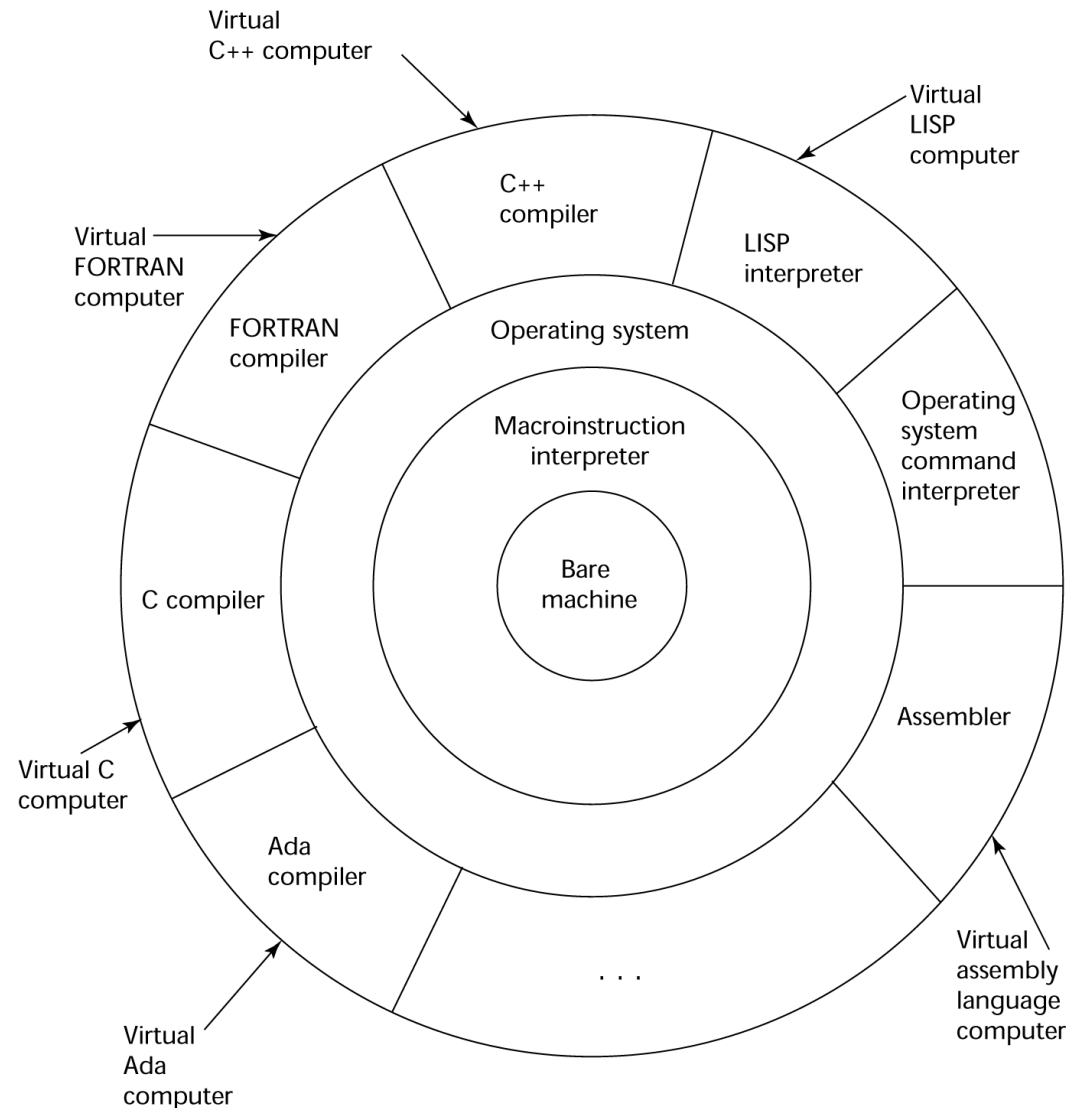 Virtual
C++ computer
Virtual
LISP
computer
C++
compiler
Virtual
FORTRAN
computer
LISP
interpreter
FORTRAN
compiler
Operating system
Operating
system
command
interpreter
Macroinstruction
interpreter
Bare
machine
C compiler
Assembler
Virtual C
computer
Ada
compiler
. . .
Virtual
assembly
language
computer
Virtual
Ada
computer